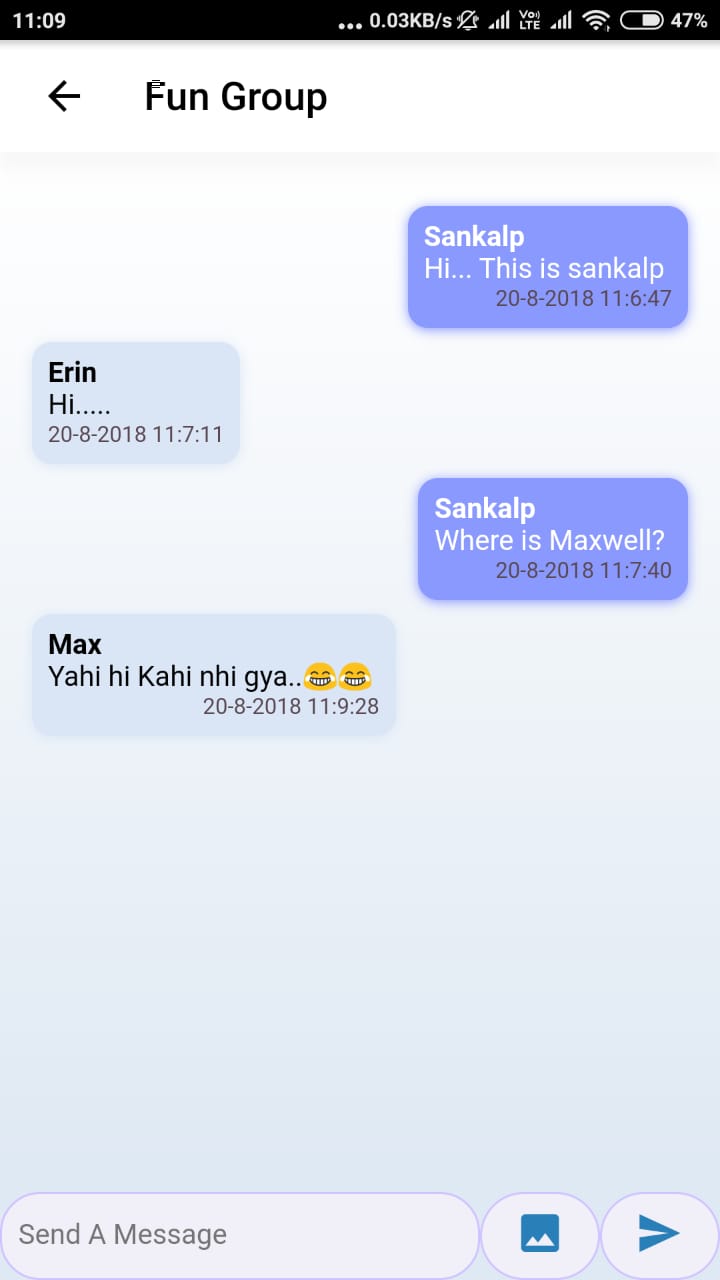 11:09
... 0.03KB/s Vo) LTE 47%
Fun Group
Sankalp
Hi... This is sankalp
20-8-2018 11:6:47
Erin
Hi.....
20-8-2018 11:7:11
Sankalp
Where is Maxwell?
20-8-2018 11:7:40
Max
Yahi hi Kahi nhi gya..😂😂
20-8-2018 11:9:28
Send A Message